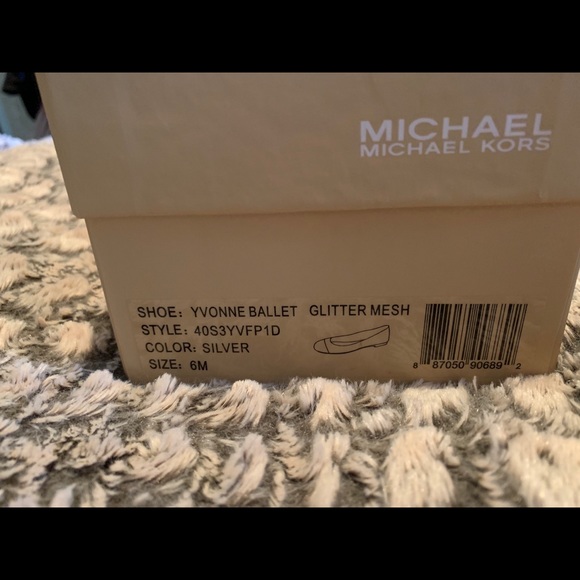 MICHAEL
MICHAEL KORS
SHOE: YVONNE BALLET GLITTER MESH
STYLE: 40S3YVFP1D
COLOR: SILVER
SIZE: 6M
8 87050 90689 2